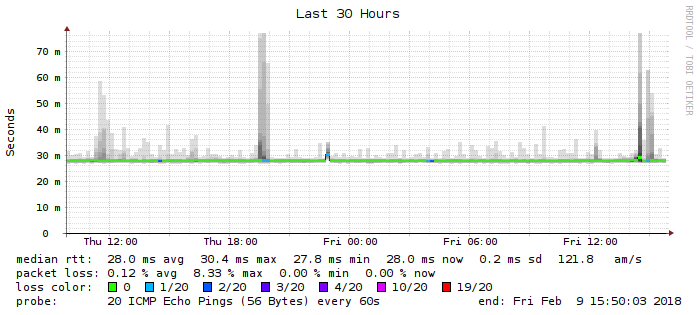 Last 30 Hours
RRDTOOL / TOBI OETIKER
Seconds
70 m
60 m
50 m
40 m
30 m
20 m
10 m
0
Thu 12:00 Thu 18:00 Fri 00:00 Fri 06:00 Fri 12:00
median rtt: 28.0 ms avg 30.4 ms max 27.8 ms min 28.0 ms now 0.2 ms sd 121.8 am/s
packet loss: 0.12 % avg 8.33 % max 0.00 % min 0.00 % now
loss color: 0 1/20 2/20 3/20 4/20 10/20 19/20
probe: 20 ICMP Echo Pings (56 Bytes) every 60s end: Fri Feb 9 15:50:03 2018